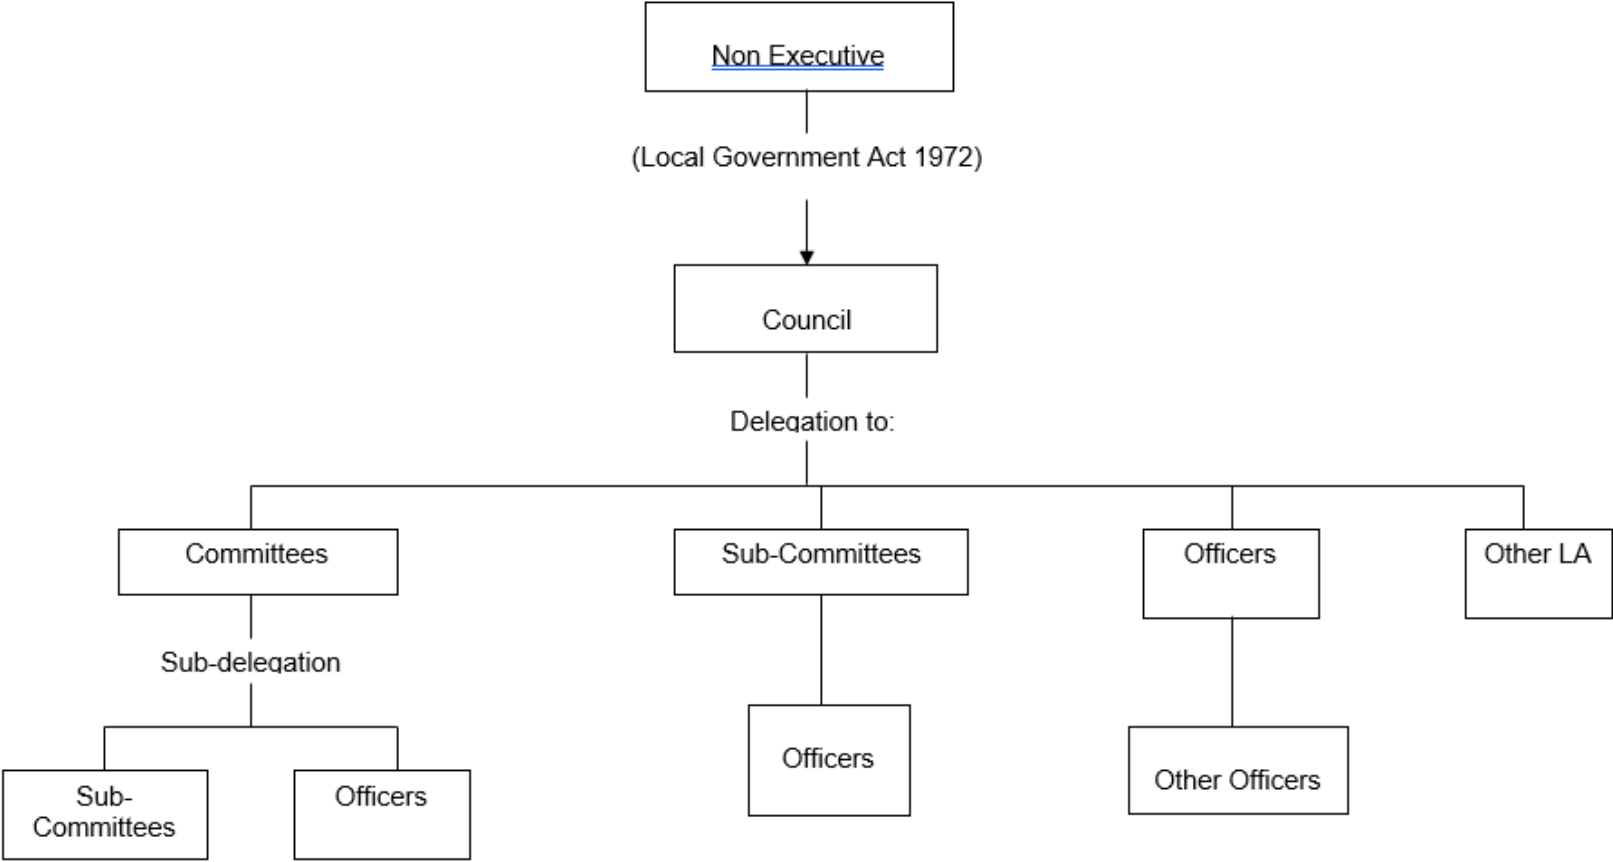 Non Executive
(Local Government Act 1972)
Council
Delegation to:
Committees
Sub-Committees
Officers
Other LA
Sub-delegation
Officers
Other Officers
Sub-
Committees
Officers